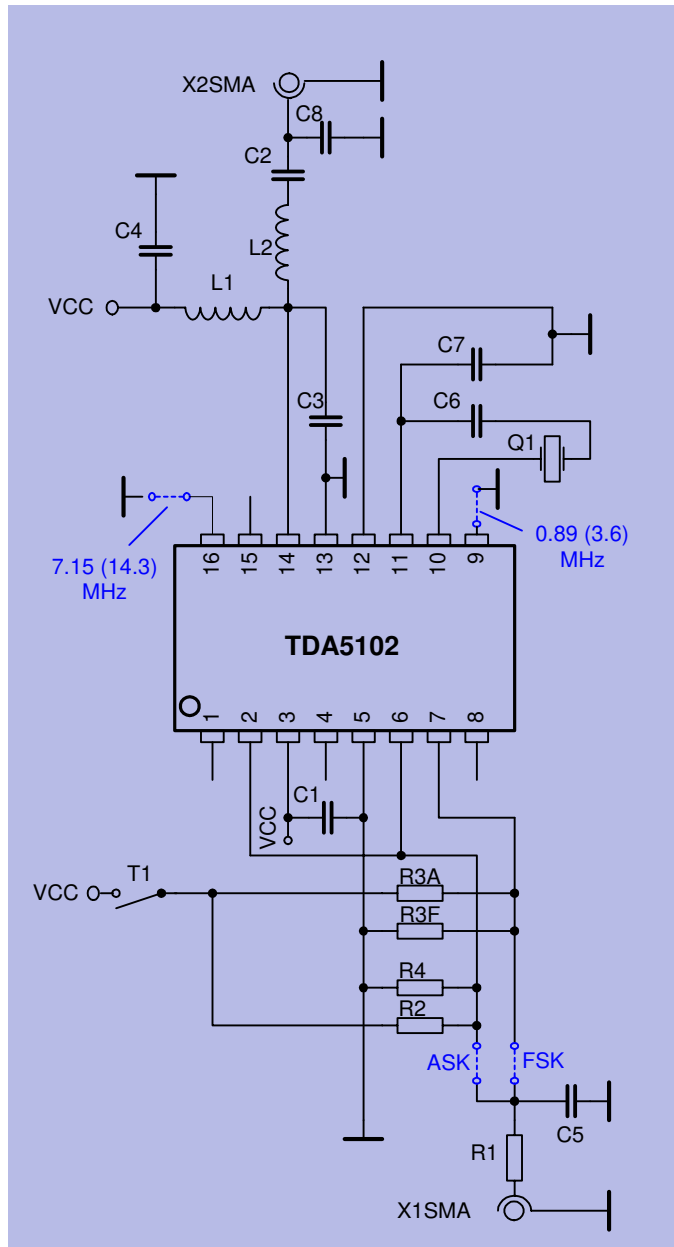 X2SMA
C8
C2
C4
L2
L1
VCC
C7
C3
C6
Q1
0.89 (3.6)
MHz
7.15 (14.3)
MHz
16 15 14 13 12 11 10 9
TDA5102
1 2 3 4 5 6 7 8
C1
VCC
T1
VCC
R3A
R3F
R4
R2
ASK
FSK
C5
R1
X1SMA